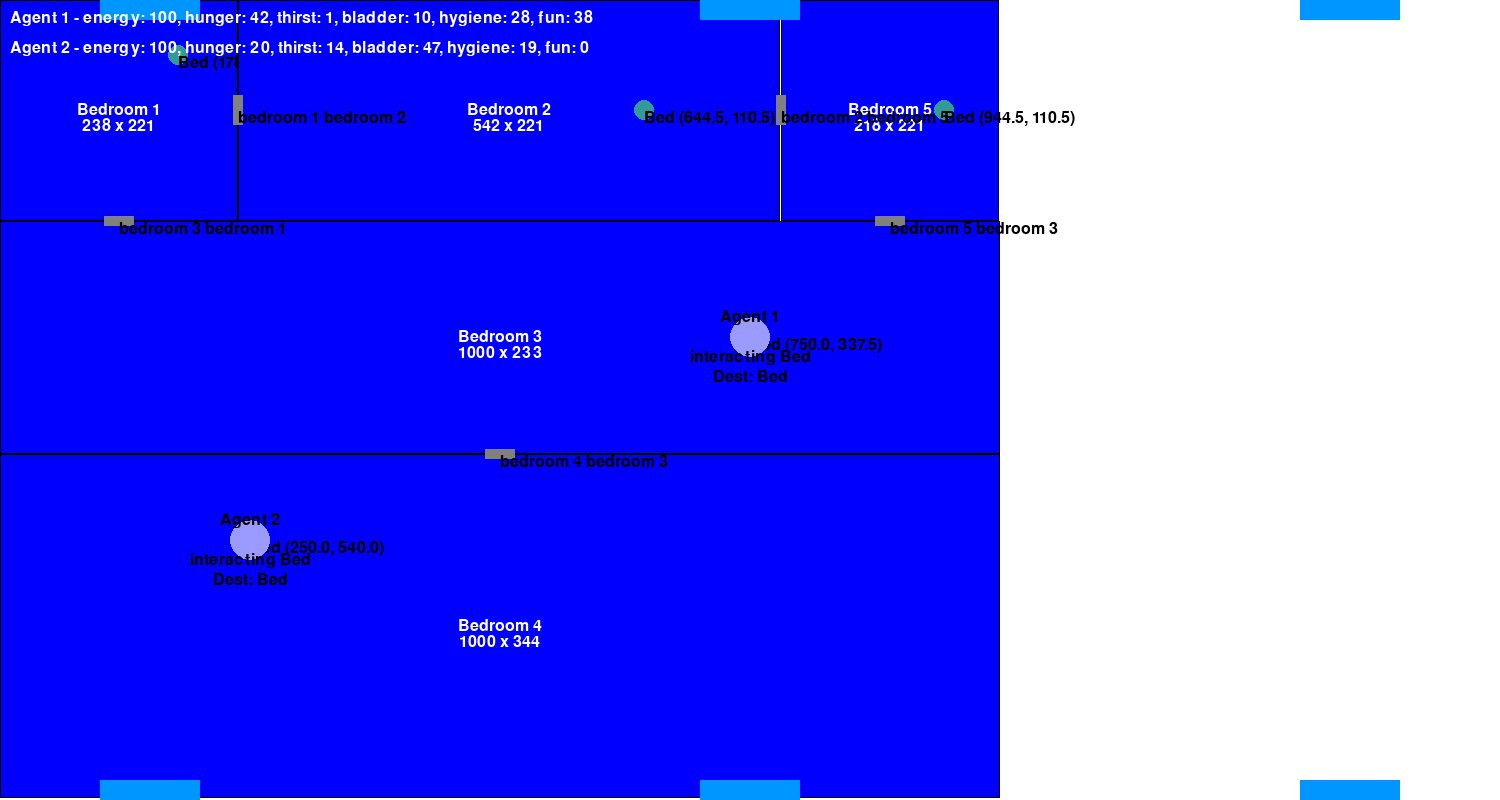 Agent 1 - energy: 100, hunger: 42, thirst: 1, bladder: 10, hygiene: 28, fun: 38
Agent 2 - energy: 100, hunger: 20, thirst: 14, bladder: 47, hygiene: 19, fun: 0
Bed (178
Bedroom 1
238 x 221
bedroom 1 bedroom 2
Bedroom 2
542 x 221
Bed (644.5, 110.5)
bedroom 2 bedroom 5
Bedroom 5
218 x 221
Bed (944.5, 110.5)
bedroom 3 bedroom 1
bedroom 5 bedroom 3
Agent 1
(750.0, 337.5)
interacting Bed
Dest: Bed
Bedroom 3
1000 x 233
bedroom 4 bedroom 3
Agent 2
(250.0, 540.0)
interacting Bed
Dest: Bed
Bedroom 4
1000 x 344